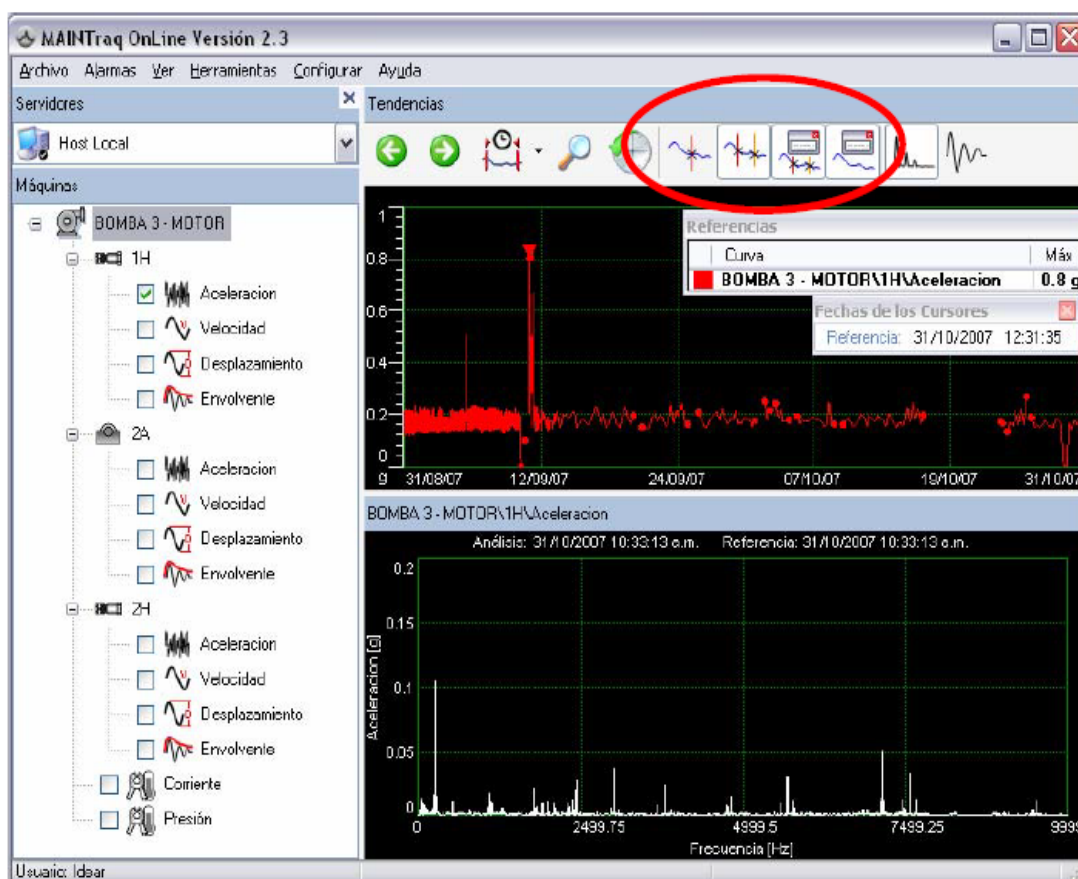 MAINTraq OnLine Versión 2.3
Archivo Alarmas Ver Herramientas Configurar Ayuda
Servidores
Host Local
Máquinas
BOMBA 3 - MOTOR
1H
Aceleracion
Velocidad
Desplazamiento
Envolvente
2A
Aceleracion
Velocidad
Desplazamiento
Envolvente
2H
Aceleracion
Velocidad
Desplazamiento
Envolvente
Corriente
Presión
Tendencias
1
0.8
0.6
0.4
0.2
0
g 31/08/07 12/09/07 24/09/07 07/10/07 19/10/07 31/10/07
Referencias
Curva Máx
BOMBA 3 - MOTOR\1H\Aceleracion 0.8 g
Fechas de los Cursores
Referencia: 31/10/2007 12:31:35
BOMBA 3 - MOTOR\1H\Aceleracion
Análisis: 31/10/2007 10:33:13 a.m. Referencia: 31/10/2007 10:33:13 a.m.
Aceleracion [g]
0.2
0.15
0.1
0.05
0
0 2499.75 4999.5 7499.25 9999
Frecuencia [Hz]
Usuario: Idear